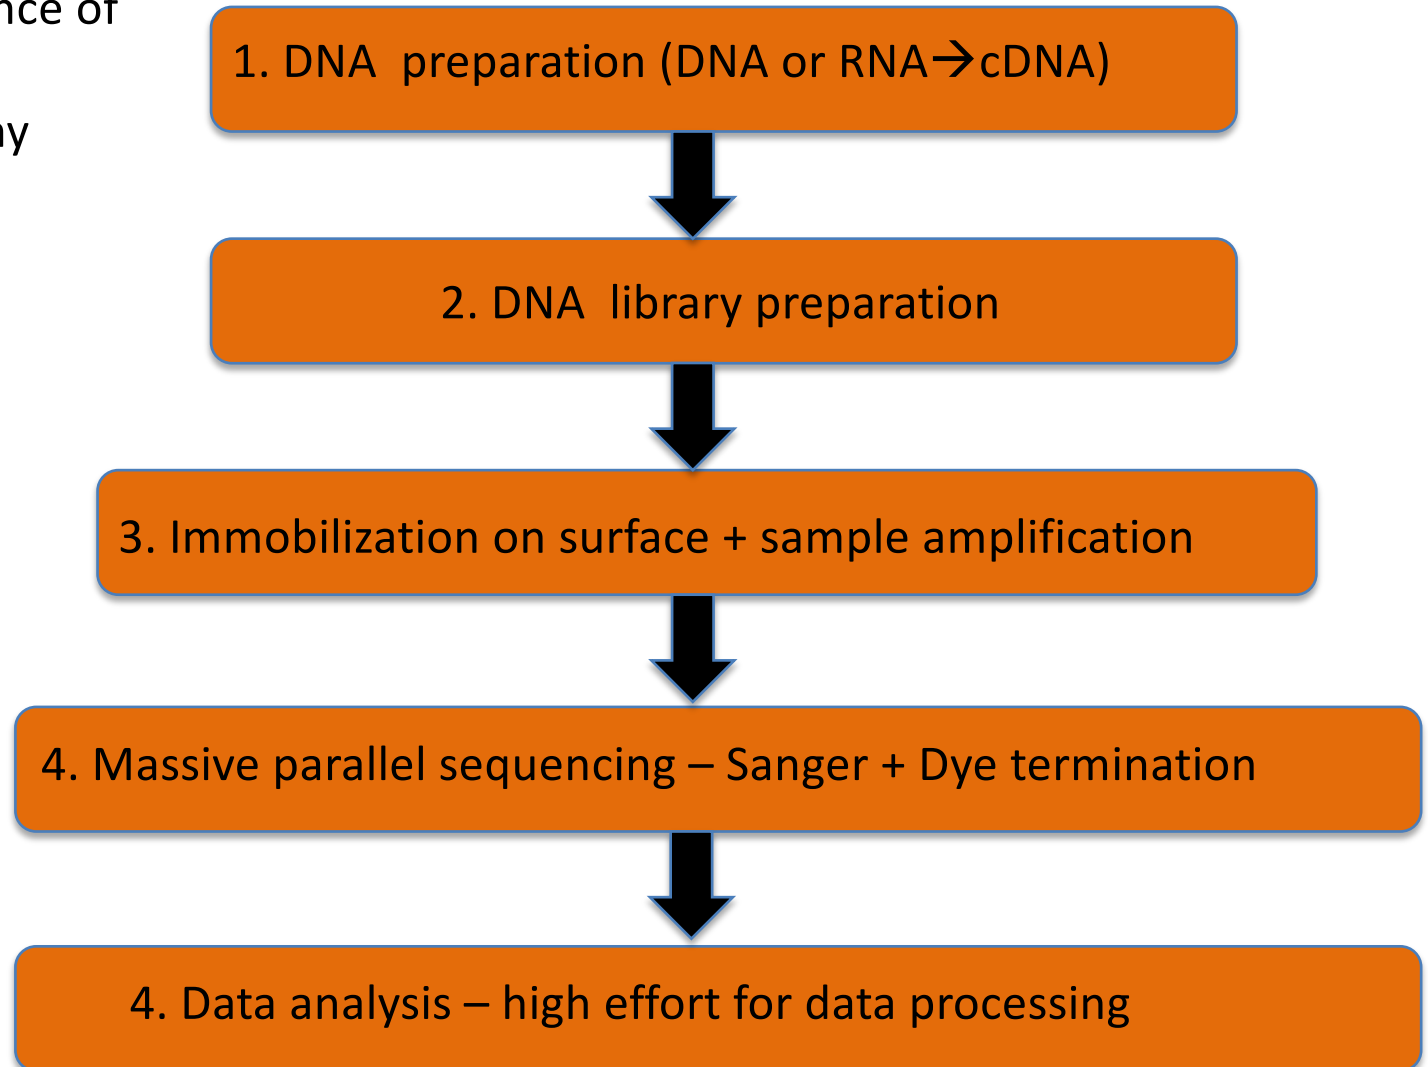 nce of
1. DNA  preparation (DNA or RNA→cDNA)
ny
2. DNA  library preparation
3. Immobilization on surface + sample amplification
4. Massive parallel sequencing – Sanger + Dye termination
4. Data analysis – high effort for data processing